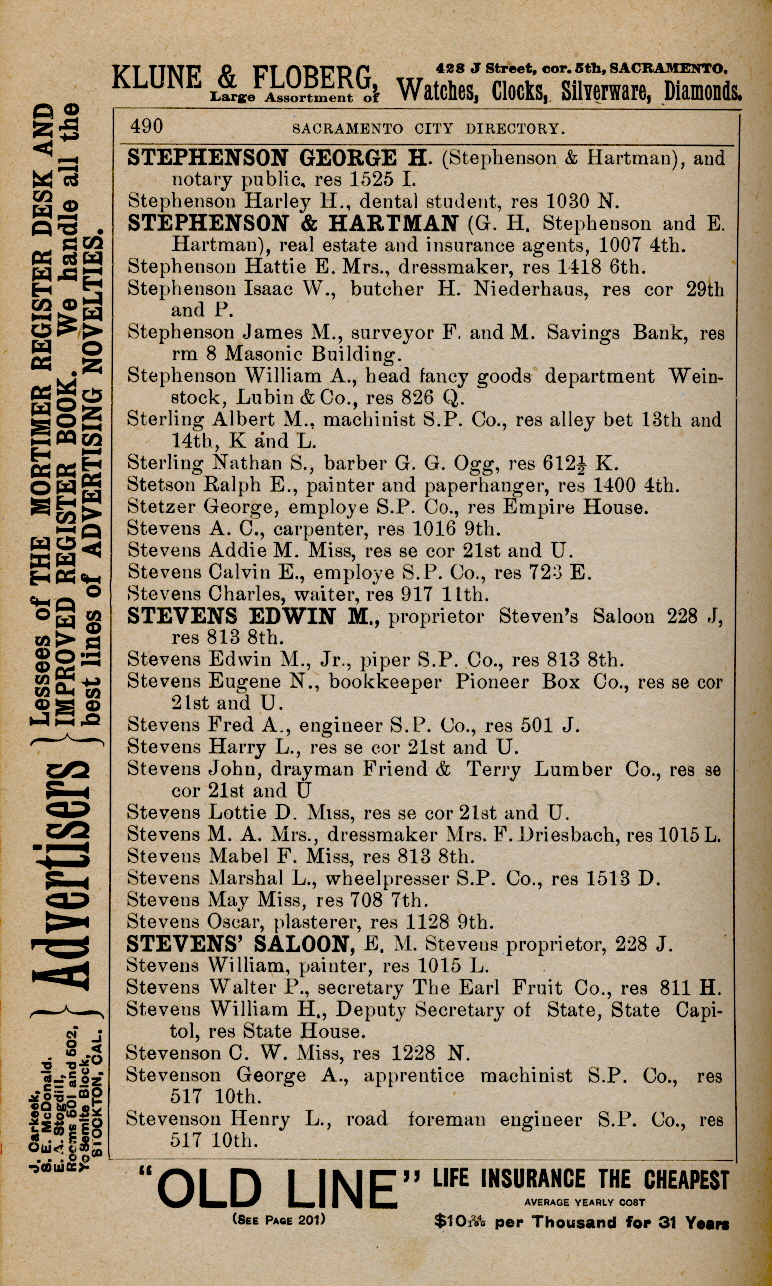 KLUNE & FLOBERG, 428 J Street, cor. 5th, SACRAMENTO.
Large Assortment of Watches, Clocks, Silverware, Diamonds.
490 SACRAMENTO CITY DIRECTORY.
STEPHENSON GEORGE H. (Stephenson & Hartman), and
notary public, res 1525 I.
Stephenson Harley H., dental student, res 1030 N.
STEPHENSON & HARTMAN (G. H. Stephenson and E.
Hartman), real estate and insurance agents, 1007 4th.
Stephenson Hattie E. Mrs., dressmaker, res 1418 6th.
Stephenson Isaac W., butcher H. Niederhaus, res cor 29th
and P.
Stephenson James M., surveyor F. and M. Savings Bank, res
rm 8 Masonic Building.
Stephenson William A., head fancy goods department Wein-
stock, Lubin & Co., res 826 Q.
Sterling Albert M., machinist S.P. Co., res alley bet 13th and
14th, K and L.
Sterling Nathan S., barber G. G. Ogg, res 612½ K.
Stetson Ralph E., painter and paperhanger, res 1400 4th.
Stetzer George, employe S.P. Co., res Empire House.
Stevens A. C., carpenter, res 1016 9th.
Stevens Addie M. Miss, res se cor 21st and U.
Stevens Calvin E., employe S.P. Co., res 723 E.
Stevens Charles, waiter, res 917 11th.
STEVENS EDWIN M., proprietor Steven's Saloon 228 J,
res 813 8th.
Stevens Edwin M., Jr., piper S.P. Co., res 813 8th.
Stevens Eugene N., bookkeeper Pioneer Box Co., res se cor
21st and U.
Stevens Fred A., engineer S.P. Co., res 501 J.
Stevens Harry L., res se cor 21st and U.
Stevens John, drayman Friend & Terry Lumber Co., res se
cor 21st and U
Stevens Lottie D. Miss, res se cor 21st and U.
Stevens M. A. Mrs., dressmaker Mrs. F. Driesbach, res 1015 L.
Stevens Mabel F. Miss, res 813 8th.
Stevens Marshal L., wheelpresser S.P. Co., res 1513 D.
Stevens May Miss, res 708 7th.
Stevens Oscar, plasterer, res 1128 9th.
STEVENS' SALOON, E. M. Stevens proprietor, 228 J.
Stevens William, painter, res 1015 L.
Stevens Walter P., secretary The Earl Fruit Co., res 811 H.
Stevens William H., Deputy Secretary of State, State Capi-
tol, res State House.
Stevenson C. W. Miss, res 1228 N.
Stevenson George A., apprentice machinist S.P. Co., res
517 10th.
Stevenson Henry L., road foreman engineer S.P. Co., res
517 10th.
"OLD LINE" LIFE INSURANCE THE CHEAPEST
AVERAGE YEARLY COST
(SEE PAGE 201) per Thousand for 31 Years
J. Carkeek,
S. E. McDonald.
E. A. Stogdill,
Rooms 501 and 502,
Yo Semite Block,
STOCKTON, CAL.
Advertisers
Lessees of THE MORTIMER REGISTER DESK AND
IMPROVED REGISTER BOOK. We handle all the
best lines of ADVERTISING NOVELTIES.